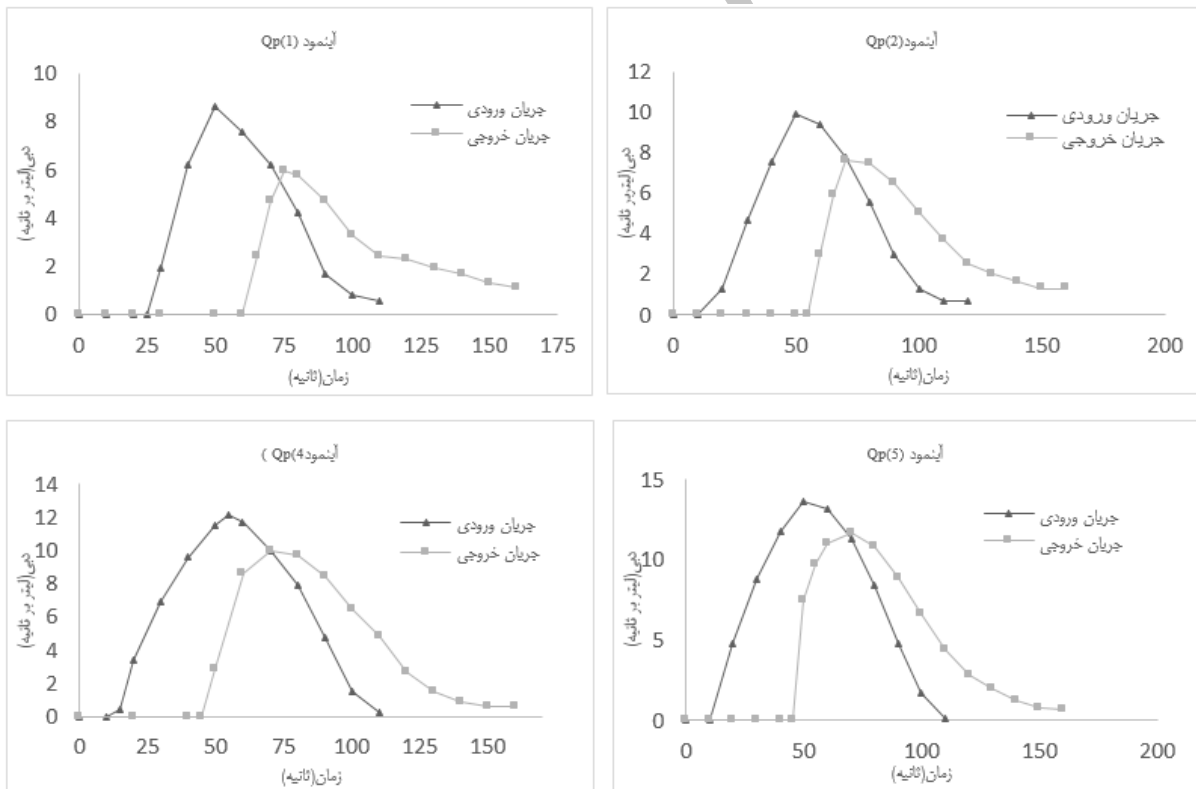 آینمود Qp(1)
10
8
6
4
2
0
دبی(لیتر بر ثانیه)
جریان ورودی
جریان خروجی
0 25 50 75 100 125 150 175
زمان(ثانیه)
آینمود Qp(2)
12
10
8
6
4
2
0
دبی(لیتربر ثانیه)
جریان ورودی
جریان خروجی
0 50 100 150 200
زمان(ثانیه)
آینمود Qp(4 )
14
12
10
8
6
4
2
0
دبی(لیتر بر ثانیه)
جریان ورودی
جریان خروجی
0 25 50 75 100 125 150
زمان(ثانیه)
آینمود Qp(5)
15
10
5
0
دبی(لیتر بر ثانیه)
جریان ورودی
جریان خروجی
0 50 100 150 200
زمان(ثانیه)